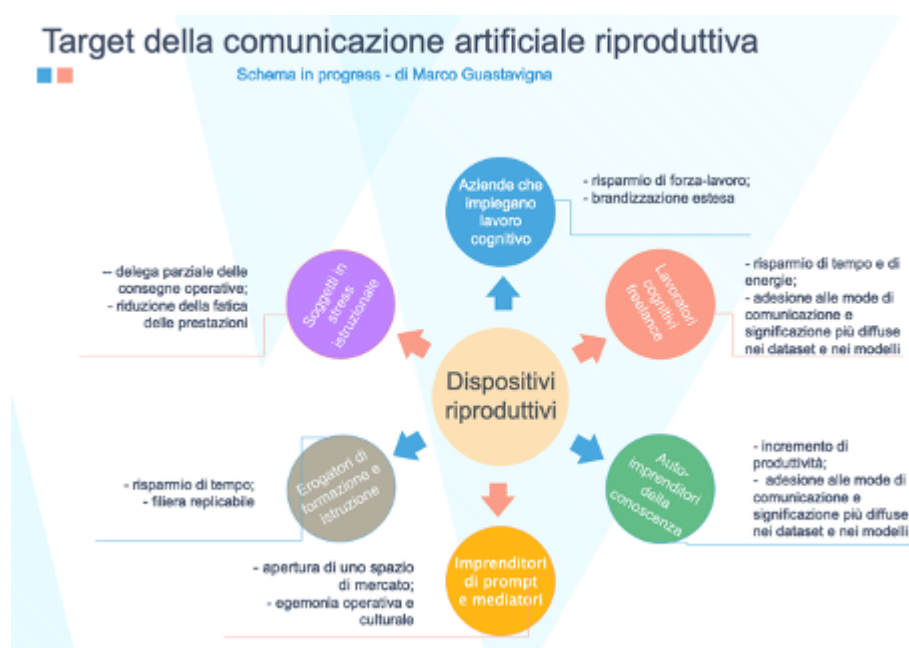 Target della comunicazione artificiale riproduttiva
Schema in progress - di Marco Guastavigna
Aziende che
impiegano
lavoro
cognitivo
- risparmio di forza-lavoro;
- brandizzazione estesa
Lavoratori
cognitivi
freelance
- risparmio di tempo e di
energie;
- adesione alle mode di
comunicazione e
significazione più diffuse
nei dataset e nei modelli
Auto-
imprenditori
della
conoscenza
- incremento di
produttività;
- adesione alle mode di
comunicazione e
significazione più diffuse
nei dataset e nei modelli
Imprenditori
di prompt
e mediatori
- apertura di uno spazio
di mercato;
- egemonia operativa e
culturale
Erogatori di
formazione e
istruzione
- risparmio di tempo;
- filiera replicabile
Soggetti in
stress
istruzionale
-- delega parziale delle
consegne operative;
- riduzione della fatica
delle prestazioni
Dispositivi
riproduttivi